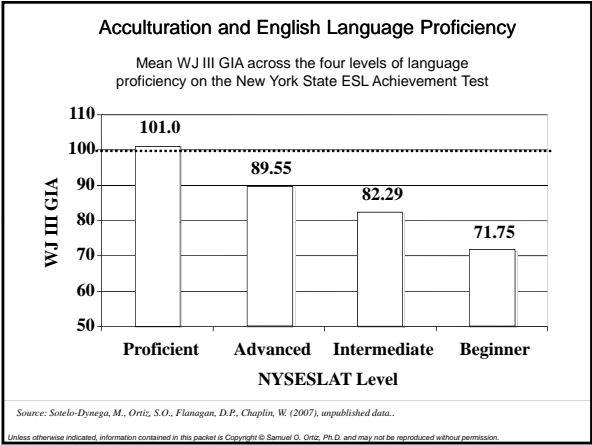 Acculturation and English Language Proficiency
Mean WJ III GIA across the four levels of language
proficiency on the New York State ESL Achievement Test
110
100
90
80
70
60
50
WJ III GIA
101.0
89.55
82.29
71.75
Proficient Advanced Intermediate Beginner
NYSESLAT Level
Source: Sotelo-Dynega, M., Ortiz, S.O., Flanagan, D.P., Chaplin, W. (2007), unpublished data..
Unless otherwise indicated, information contained in this packet is Copyright © Samuel O. Ortiz, Ph.D. and may not be reproduced without permission.